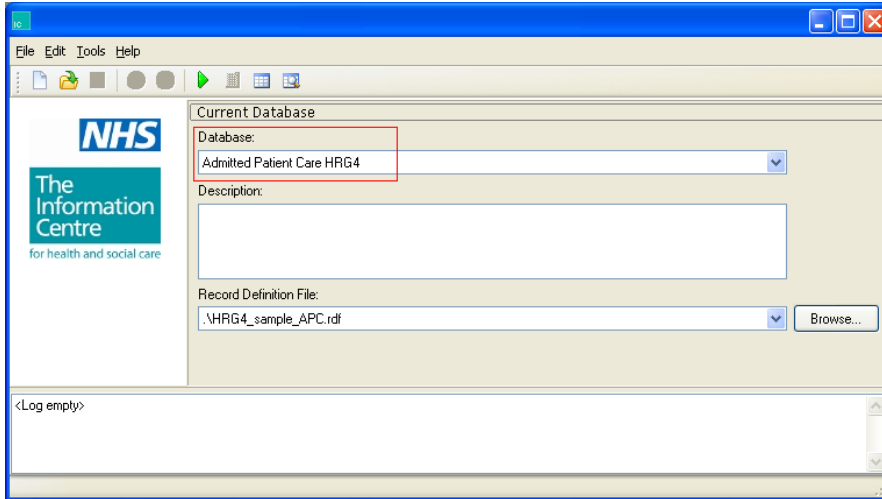 IC
File Edit Tools Help
Current Database
NHS
Database:
Admitted Patient Care HRG4
The
Information
Centre
for health and social care
Description:
Record Definition File:
.\HRG4_sample_APC.rdf
Browse...
<Log empty>